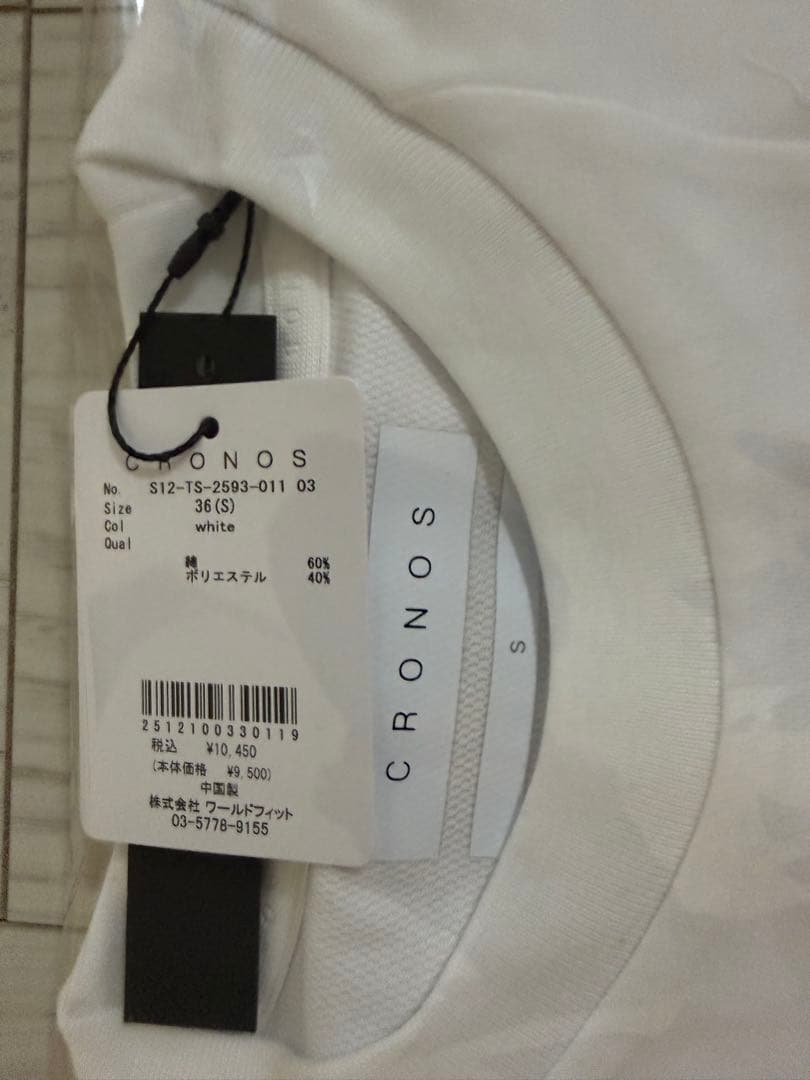 CRONOS
No. S12-TS-2593-011 03
Size 36(S)
Col white
Qual
綿 60%
ポリエステル 40%
2512100330119
税込 ¥10,450
(本体価格 ¥9,500)
中国製
株式会社 ワールドフィット
03-5778-9155
CRONOS
S